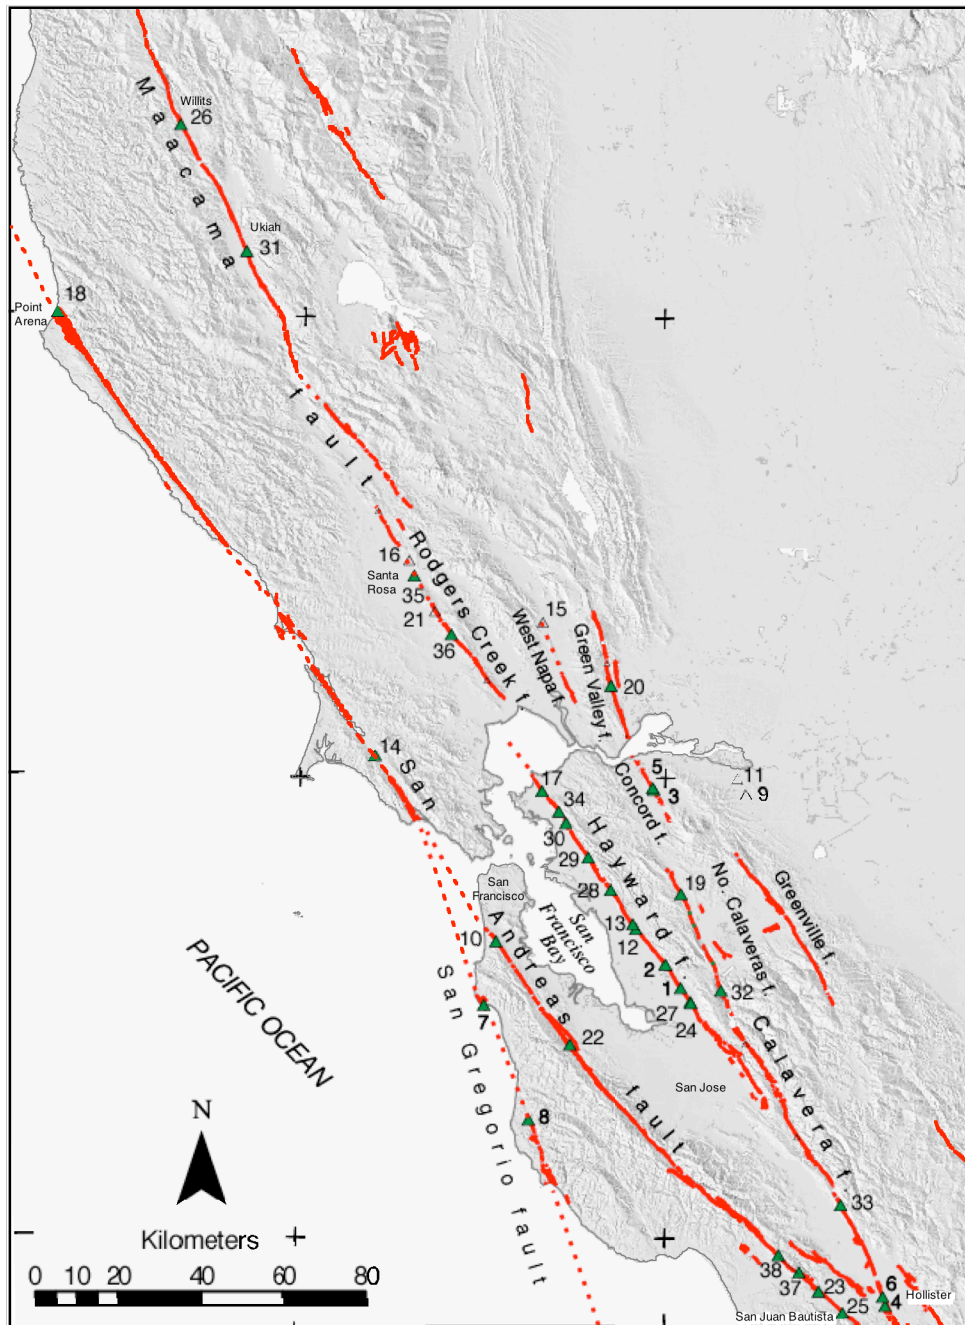 Willits
26
Maacama
Ukiah
31
18
Point
Arena
fault
16
Rodgers Creek f.
Santa
Rosa
35
21
36
15
West Napa f.
Green Valley f.
20
14
San
5
3
11
9
Concord f.
17
34
30
29
28
Hayward f.
13
12
2
1
27
24
19
No. Calaveras f.
Greenville f.
32
Calavera f.
San
Francisco
San
Francisco
Bay
10
Andreas
fault
7
22
8
San Gregorio fault
PACIFIC OCEAN
San Jose
33
N
Kilometers
0 20 40 60 80
38
37
23
25
6
4
Hollister
San Juan Bautista